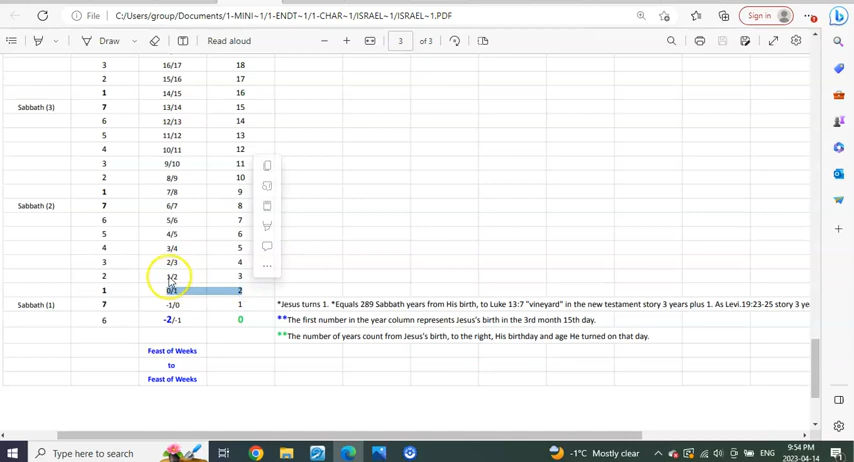 File C:/Users/group/Documents/1-MINI~1/1-ENDT~1/1-CHAR~1/ISRAEL~1/ISRAEL~1.PDF Sign in
Draw Read aloud 3 of 3
3 16/17 18
2 15/16 17
1 14/15 16
Sabbath (3) 7 13/14 15
6 12/13 14
5 11/12 13
4 10/11 12
3 9/10 11
2 8/9 10
1 7/8 9
Sabbath (2) 7 6/7 8
6 5/6 7
5 4/5 6
4 3/4 5
3 2/3 4
2 1/2 3
1 0/1 2
Sabbath (1) 7 -1/0 1 *Jesus turns 1. *Equals 289 Sabbath years from His birth, to Luke 13:7 "vineyard" in the new testament story 3 years plus 1. As Levi.19:23-25 story 3 ye
6 -2/-1 0 **The first number in the year column represents Jesus's birth in the 3rd month 15th day.
**The number of years count from Jesus's birth, to the right, His birthday and age He turned on that day.
Feast of Weeks
to
Feast of Weeks
Type here to search -1°C Mostly clear ENG 9:54 PM
2023-04-14